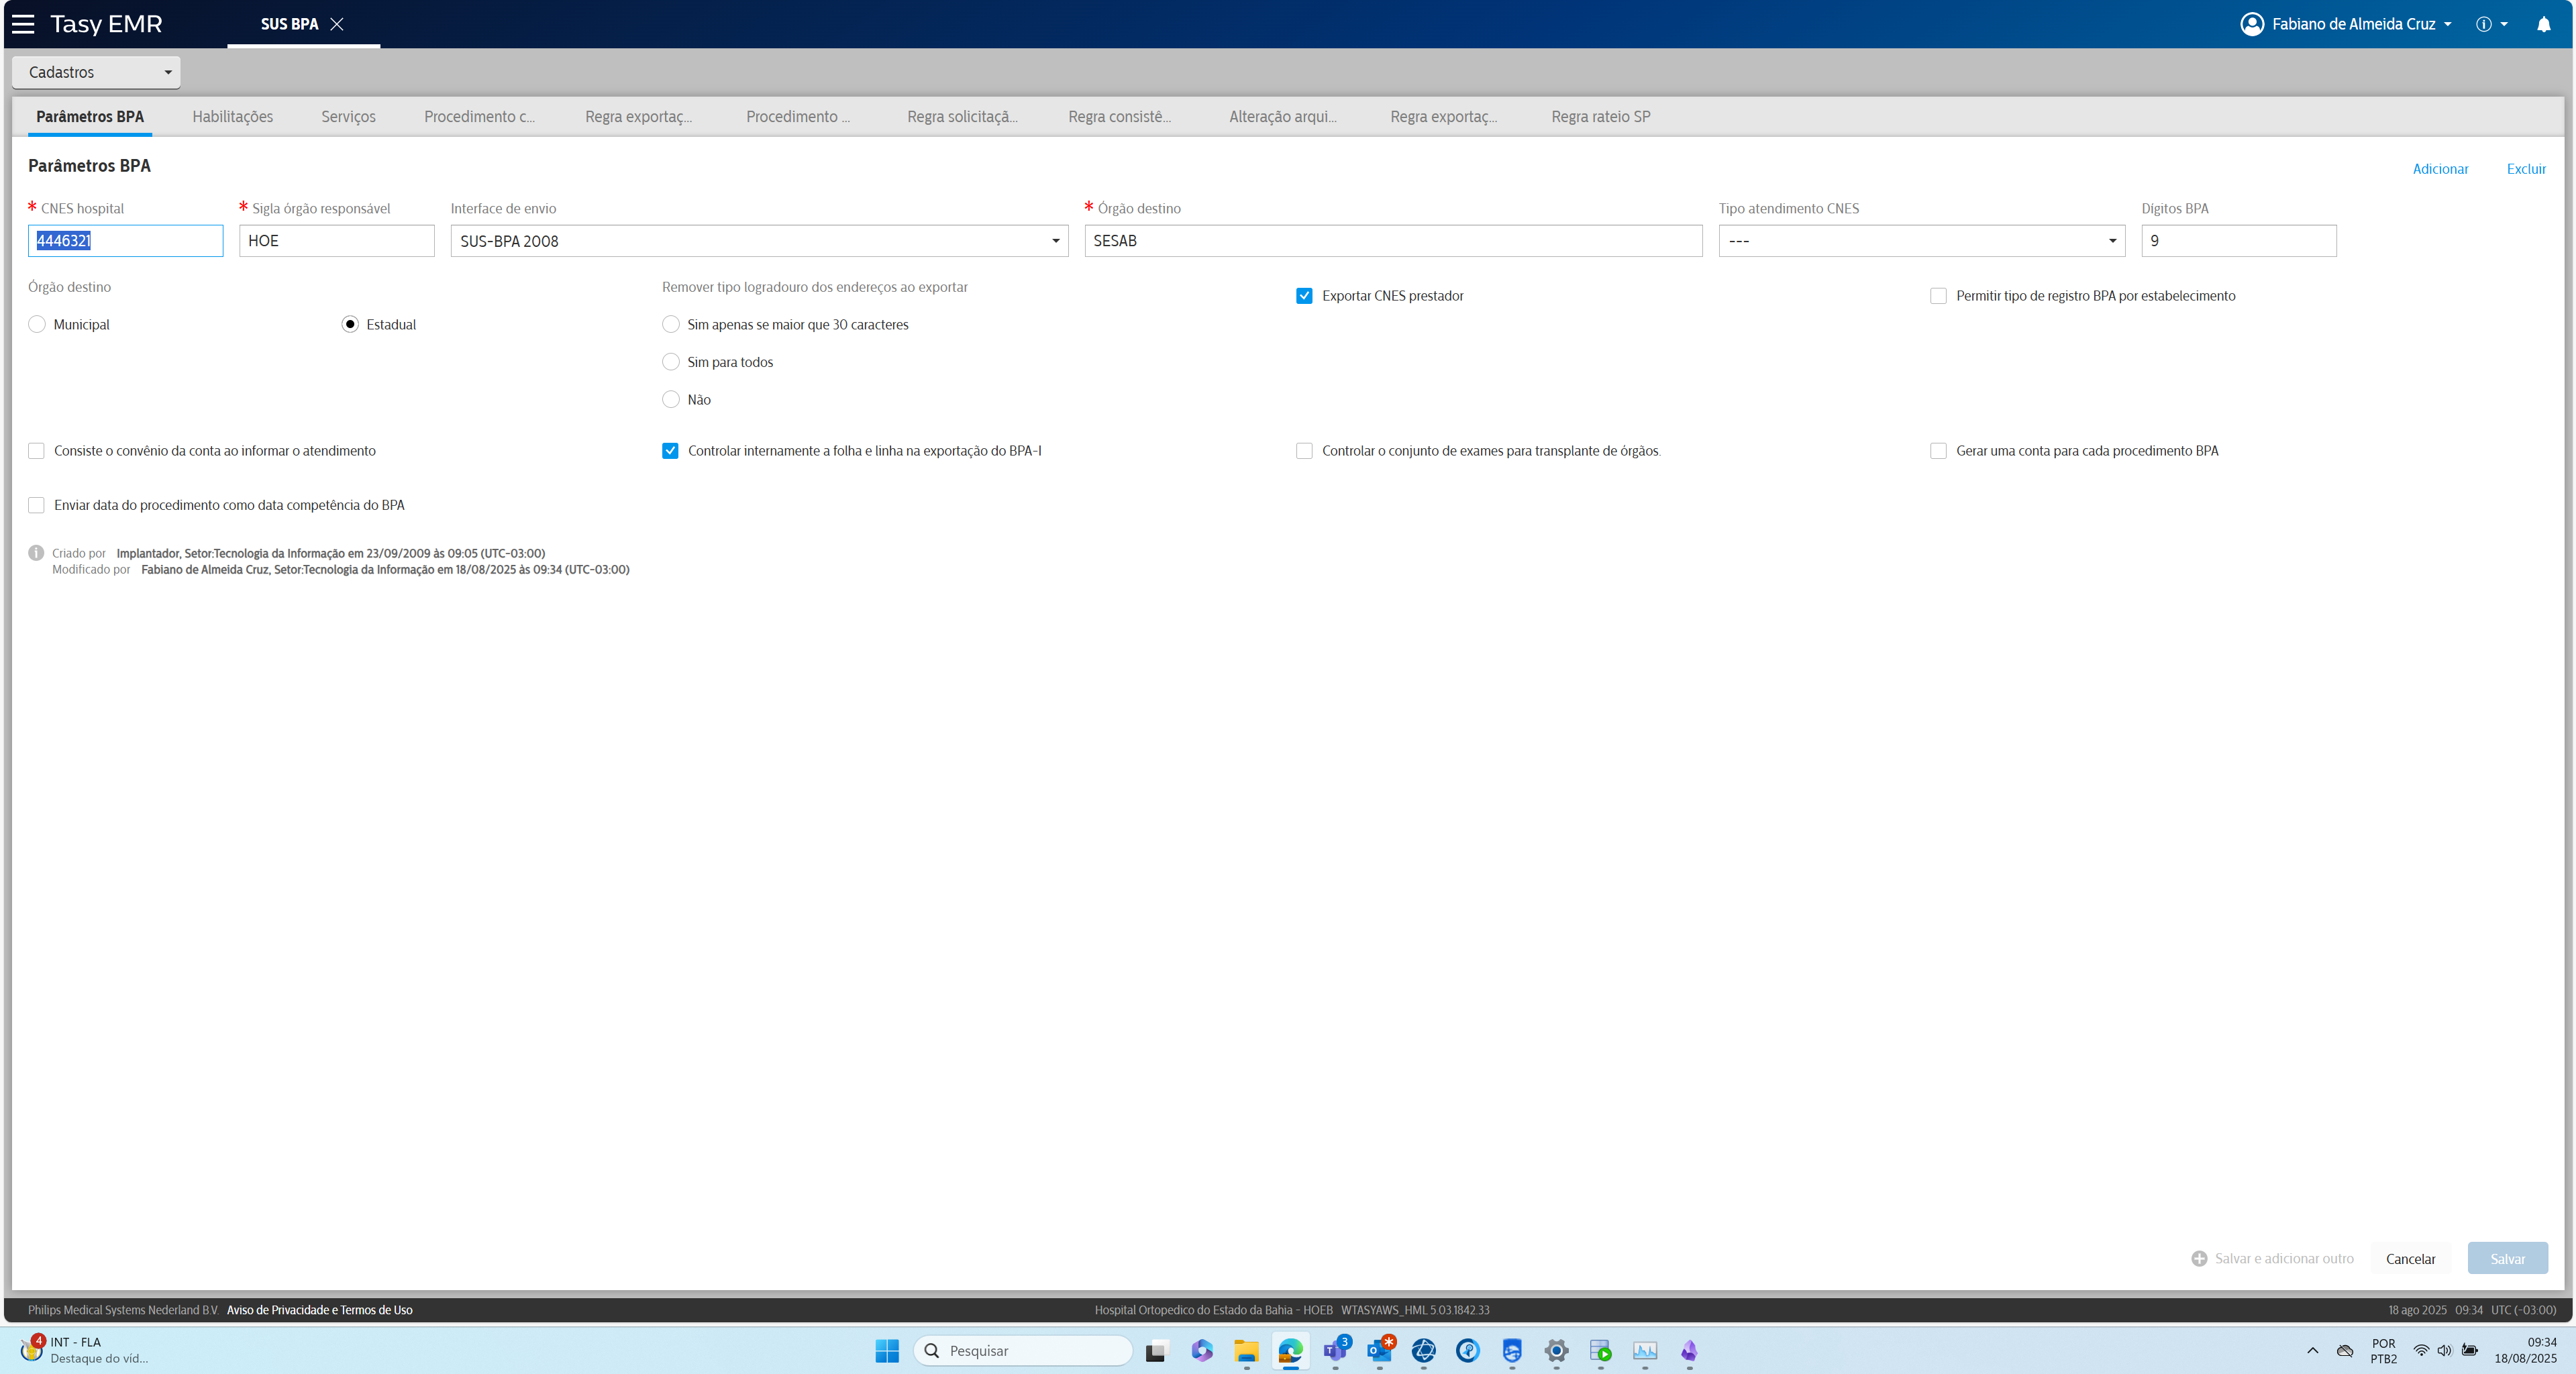 Tasy EMR
SUS BPA
Fabiano de Almeida Cruz
Cadastros
Parâmetros BPA
Habilitações
Serviços
Procedimento c...
Regra exportaç...
Procedimento ...
Regra solicitaçã...
Regra consistê...
Alteração arqui...
Regra exportaç...
Regra rateio SP
Parâmetros BPA
Adicionar
Excluir
* CNES hospital
* Sigla órgão responsável
Interface de envio
* Órgão destino
Tipo atendimento CNES
Dígitos BPA
4446321
HOE
SUS-BPA 2008
SESAB
---
9
Órgão destino
Municipal
Estadual
Remover tipo logradouro dos endereços ao exportar
Sim apenas se maior que 30 caracteres
Sim para todos
Não
Exportar CNES prestador
Permitir tipo de registro BPA por estabelecimento
Consiste o convênio da conta ao informar o atendimento
Controlar internamente a folha e linha na exportação do BPA-I
Controlar o conjunto de exames para transplante de órgãos.
Gerar uma conta para cada procedimento BPA
Enviar data do procedimento como data competência do BPA
Criado por Implantador, Setor:Tecnologia da Informação em 23/09/2009 às 09:05 (UTC-03:00)
Modificado por Fabiano de Almeida Cruz, Setor:Tecnologia da Informação em 18/08/2025 às 09:34 (UTC-03:00)
Salvar e adicionar outro
Cancelar
Salvar
Philips Medical Systems Nederland B.V. Aviso de Privacidade e Termos de Uso
Hospital Ortopedico do Estado da Bahia - HOEB WTASYAWS_HML 5.03.1842.33
18 ago 2025 09:34 UTC (-03:00)
4
INT - FLA
Destaque do víd...
Pesquisar
3
POR
PTB2
09:34
18/08/2025